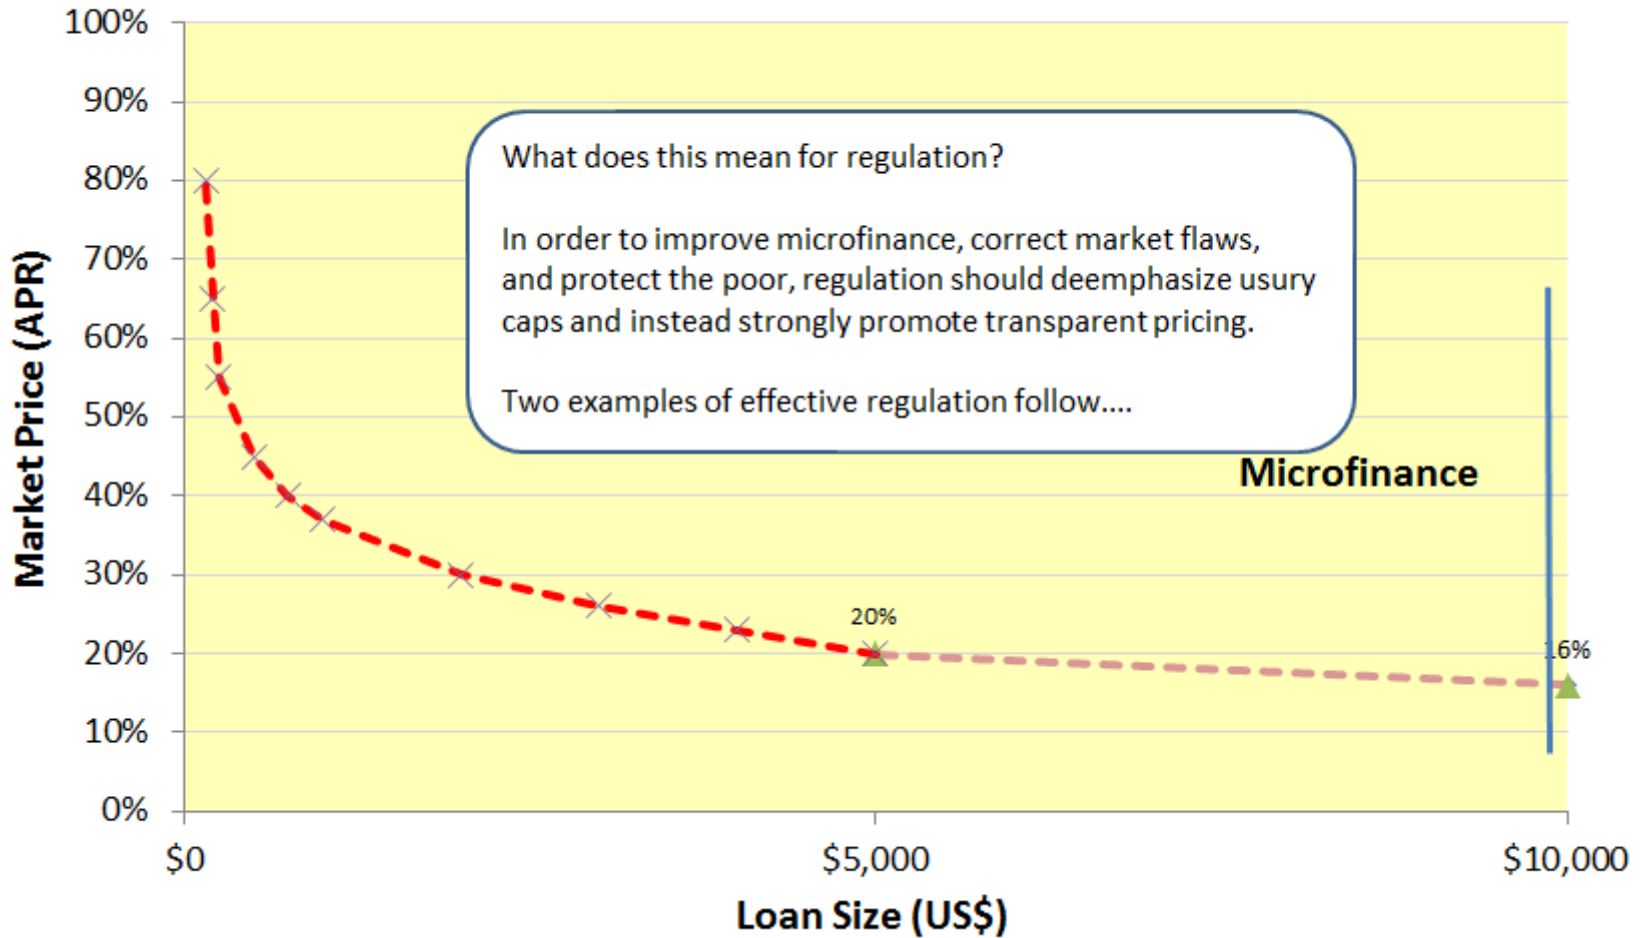 100%
90%
80%
70%
60%
50%
40%
30%
20%
10%
0%
Market Price (APR)
What does this mean for regulation?
In order to improve microfinance, correct market flaws,
and protect the poor, regulation should deemphasize usury
caps and instead strongly promote transparent pricing.
Two examples of effective regulation follow....
Microfinance
20%
16%
$0
$5,000
$10,000
Loan Size (US$)